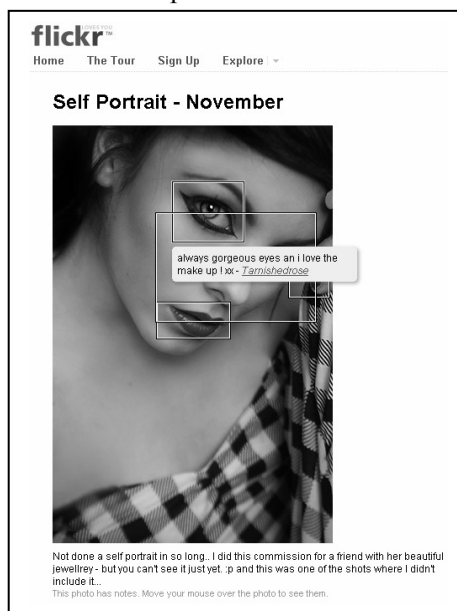 flickr LOVES YOU ™
Home The Tour Sign Up Explore
Self Portrait - November
always gorgeous eyes an i love the
make up ! xx - Tarnishedrose
Not done a self portrait in so long.. I did this commission for a friend with her beautiful
jewellrey - but you can't see it just yet. :p and this was one of the shots where I didn't
include it...
This photo has notes. Move your mouse over the photo to see them.